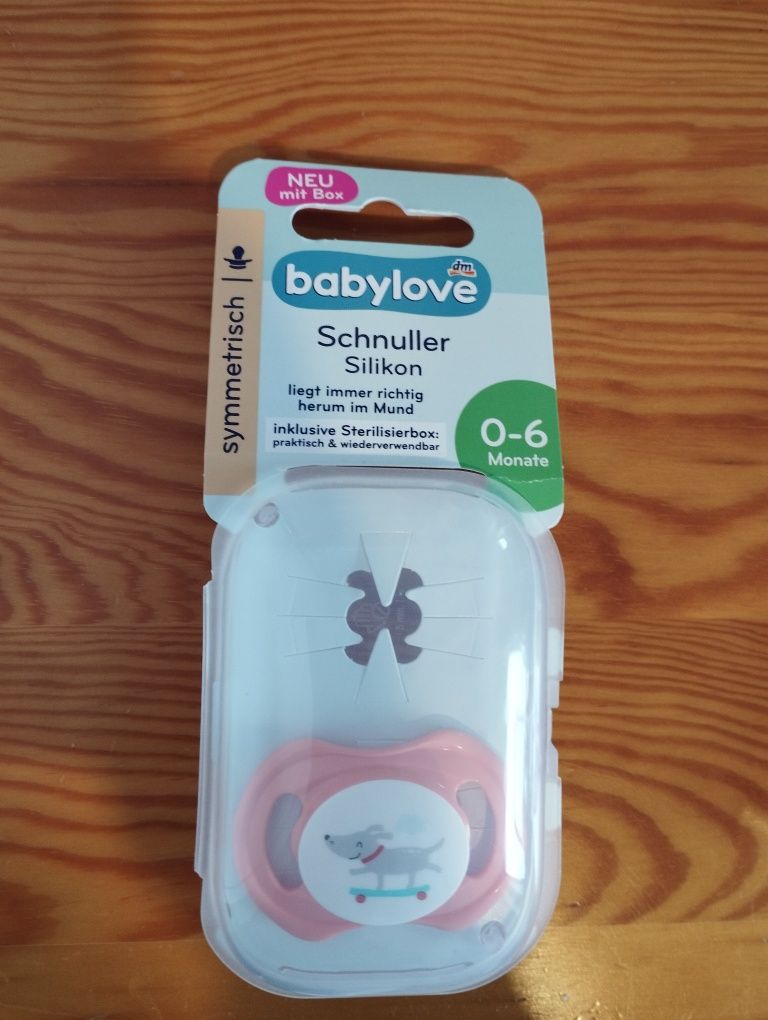 NEU
mit Box
dm
babylove
symmetrisch
Schnuller
Silikon
liegt immer richtig
herum im Mund
inklusive Sterilisierbox:
praktisch & wiederverwendbar
0-6
Monate